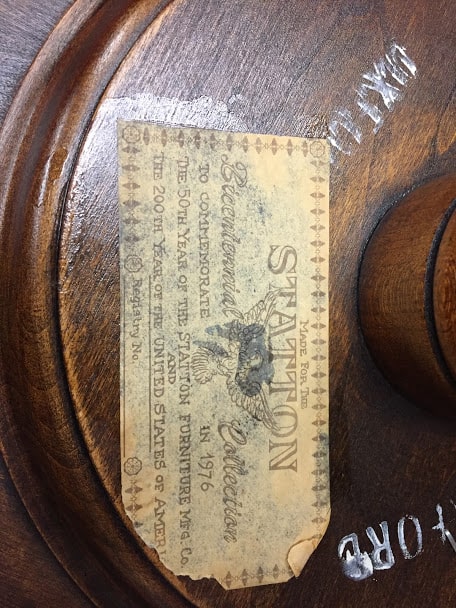 MADE FOR THE
STATTON
Bicentennial Collection
TO COMMEMORATE IN 1976
THE 50TH YEAR OF THE STATTON FURNITURE MFG. CO.
AND
THE 200TH YEAR OF THE UNITED STATES OF AMERI
Registry No.